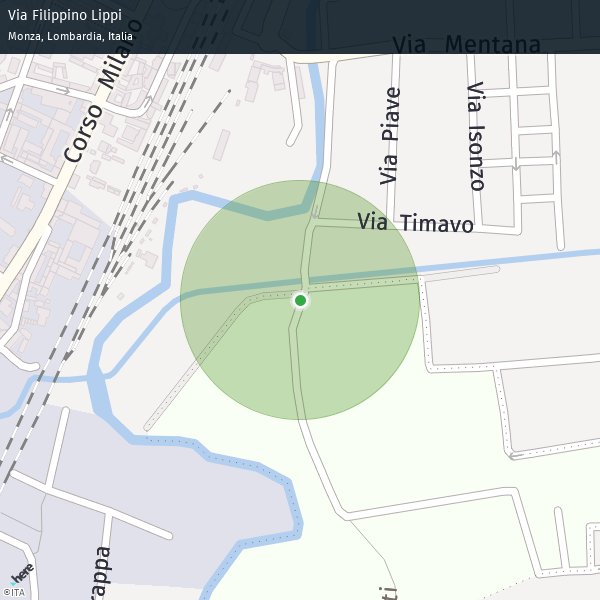 Via Filippino Lippi
Monza, Lombardia, Italia
Via Mentana
Corso Milano
Via Piave
Via Isonzo
Via Timavo
rappa
ti
here
©ITA